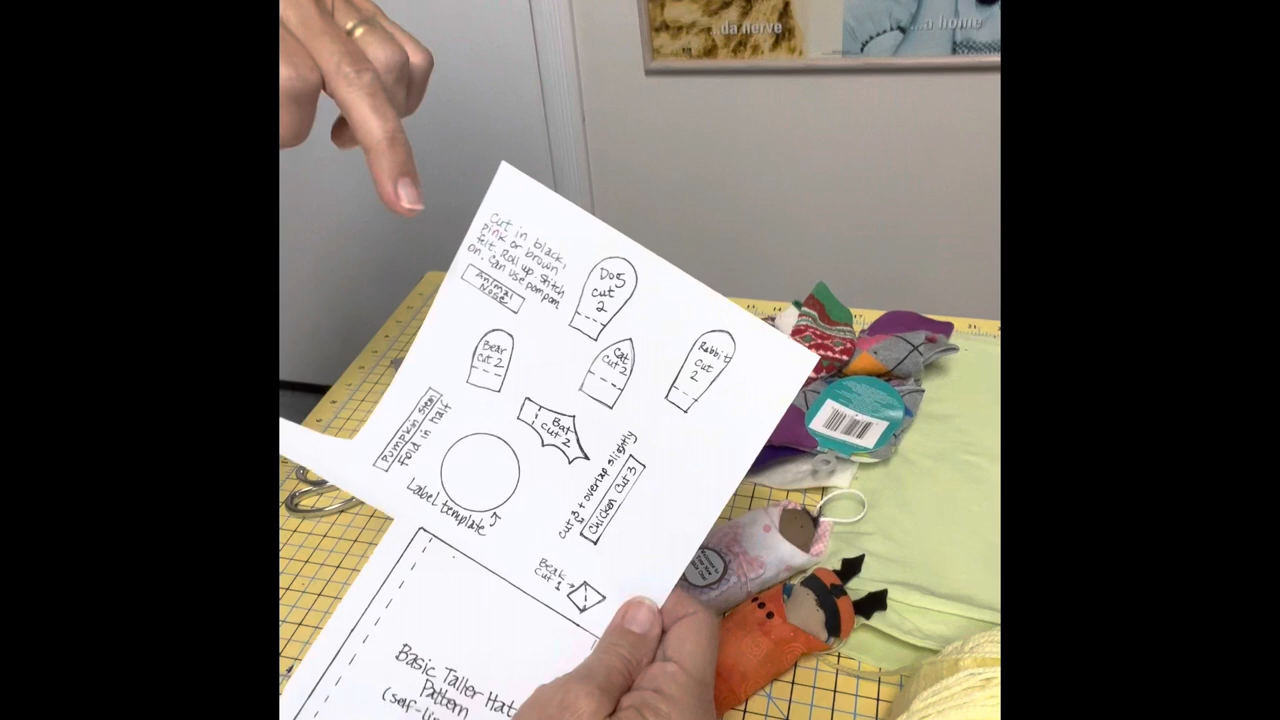 ...da nerve
...a home
cut in black,
pink or brown
felt. Roll up. Stitch
on. Can use pompom
Animal
Nose
Dog
cut
2
Bear
cut 2
Cat
cut 2
Rabbit
cut
2
Pumpkin stem
Fold in half
Bat
cut 2
Label template
cut 3 + overlap slightly
Chicken cut 3
Beak →
cut 1
Basic Taller Hat
Pattern
(self-li